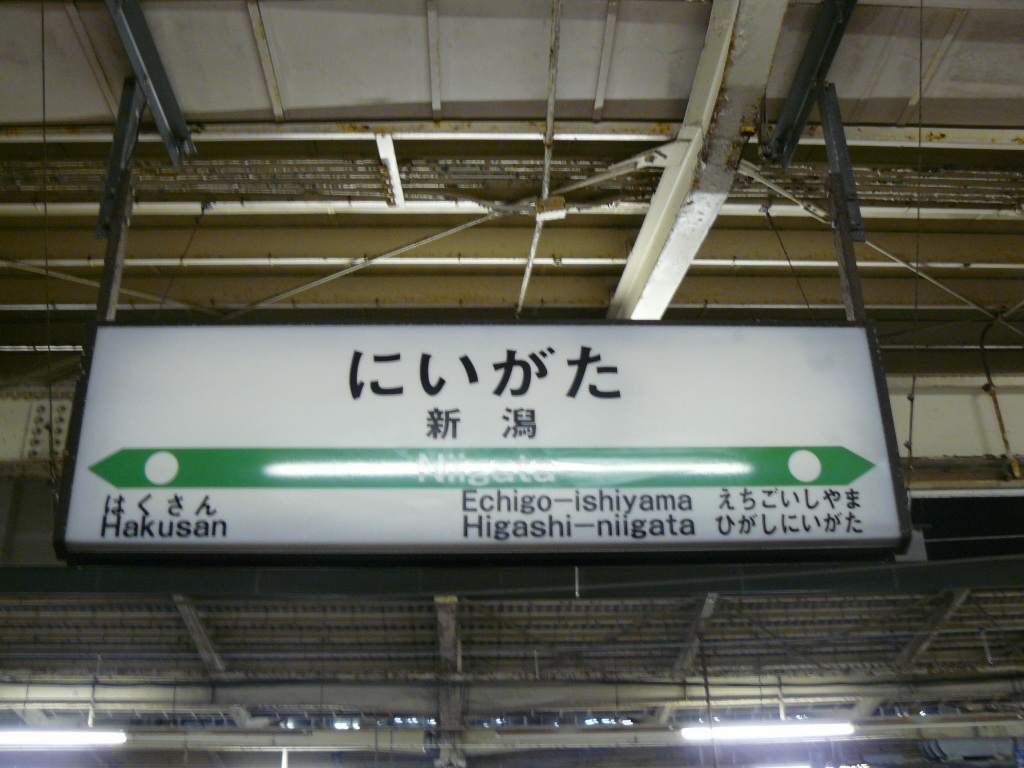 にいがた
新潟
Niigata
はくさん
Hakusan
Echigo-ishiyama えちごいしやま
Higashi-niigata ひがしにいがた